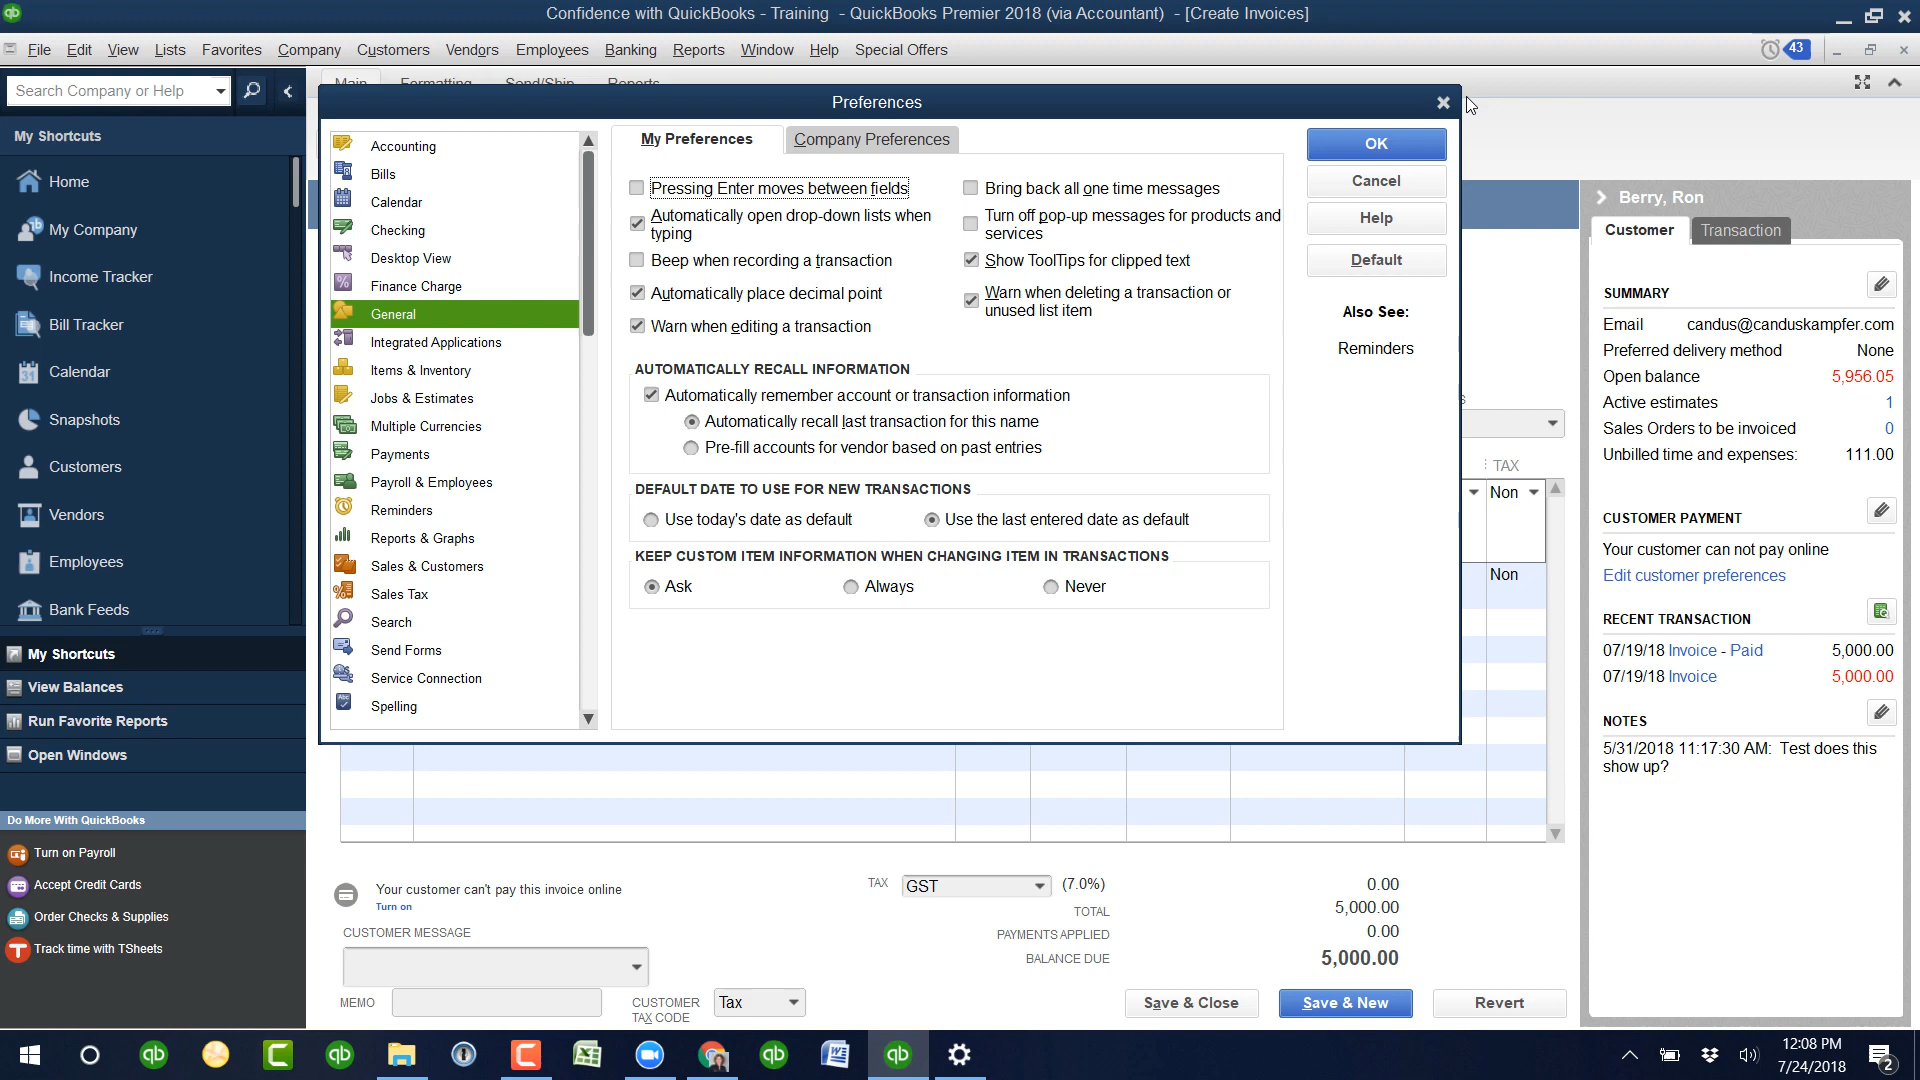 Confidence with QuickBooks - Training - QuickBooks Premier 2018 (via Accountant) - [Create Invoices]
File Edit View Lists Favorites Company Customers Vendors Employees Banking Reports Window Help Special Offers
43
Search Company or Help
Main Formatting Send/Ship Reports
My Shortcuts
Home
My Company
Income Tracker
Bill Tracker
Calendar
Snapshots
Customers
Vendors
Employees
Bank Feeds
My Shortcuts
View Balances
Run Favorite Reports
Open Windows
Do More With QuickBooks
Turn on Payroll
Accept Credit Cards
Order Checks & Supplies
Track time with TSheets
Preferences
Accounting
Bills
Calendar
Checking
Desktop View
Finance Charge
General
Integrated Applications
Items & Inventory
Jobs & Estimates
Multiple Currencies
Payments
Payroll & Employees
Reminders
Reports & Graphs
Sales & Customers
Sales Tax
Search
Send Forms
Service Connection
Spelling
My Preferences
Company Preferences
Pressing Enter moves between fields
Automatically open drop-down lists when
typing
Beep when recording a transaction
Automatically place decimal point
Warn when editing a transaction
Bring back all one time messages
Turn off pop-up messages for products and
services
Show ToolTips for clipped text
Warn when deleting a transaction or
unused list item
AUTOMATICALLY RECALL INFORMATION
Automatically remember account or transaction information
Automatically recall last transaction for this name
Pre-fill accounts for vendor based on past entries
DEFAULT DATE TO USE FOR NEW TRANSACTIONS
Use today's date as default
Use the last entered date as default
KEEP CUSTOM ITEM INFORMATION WHEN CHANGING ITEM IN TRANSACTIONS
Ask
Always
Never
OK
Cancel
Help
Default
Also See:
Reminders
TAX
Non
Non
Your customer can't pay this invoice online
Turn on
CUSTOMER MESSAGE
MEMO
CUSTOMER
TAX CODE
Tax
TAX GST (7.0%) 0.00
TOTAL 5,000.00
PAYMENTS APPLIED 0.00
BALANCE DUE 5,000.00
Save & Close
Save & New
Revert
Berry, Ron
Customer
Transaction
SUMMARY
Email candus@canduskampfer.com
Preferred delivery method None
Open balance 5,956.05
Active estimates 1
Sales Orders to be invoiced 0
Unbilled time and expenses: 111.00
CUSTOMER PAYMENT
Your customer can not pay online
Edit customer preferences
RECENT TRANSACTION
07/19/18 Invoice - Paid 5,000.00
07/19/18 Invoice 5,000.00
NOTES
5/31/2018 11:17:30 AM: Test does this
show up?
12:08 PM
7/24/2018
2